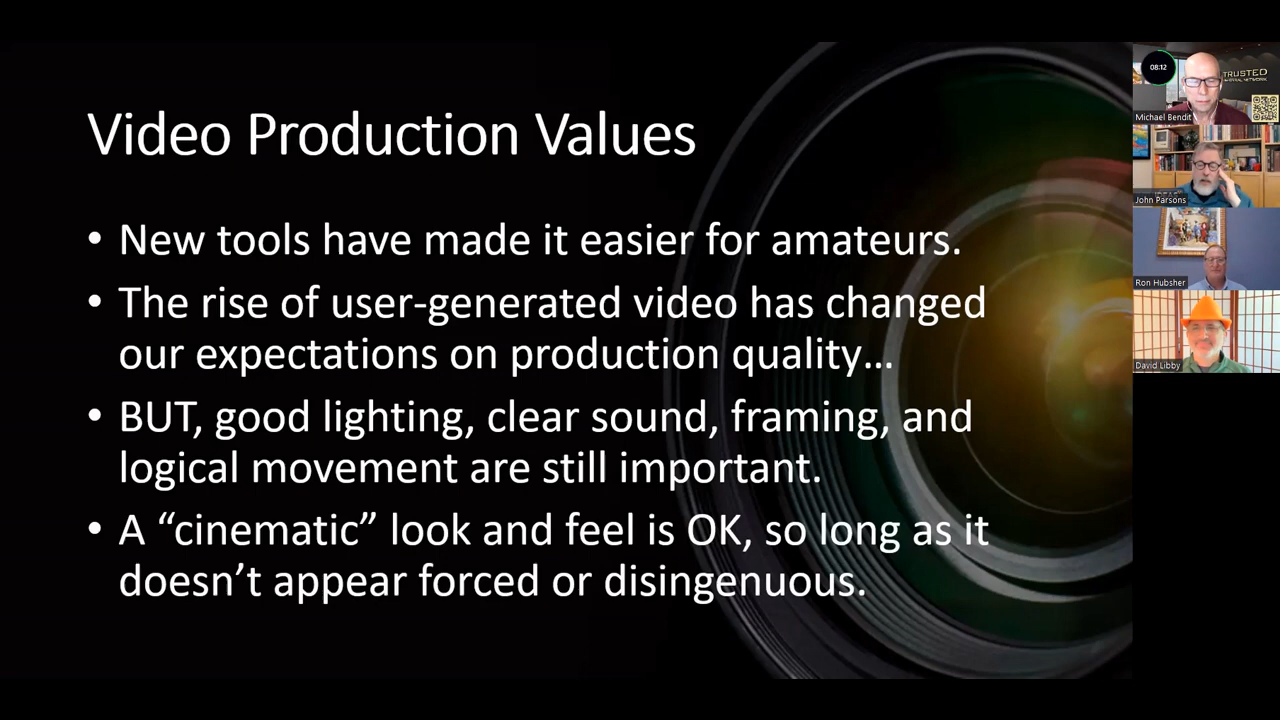 Video Production Values
• New tools have made it easier for amateurs.
• The rise of user-generated video has changed
our expectations on production quality…
• BUT, good lighting, clear sound, framing, and
logical movement are still important.
• A “cinematic” look and feel is OK, so long as it
doesn’t appear forced or disingenuous.
08:12
TRUSTED
Michael Bendit
John Parsons
Ron Hubsher
David Libby